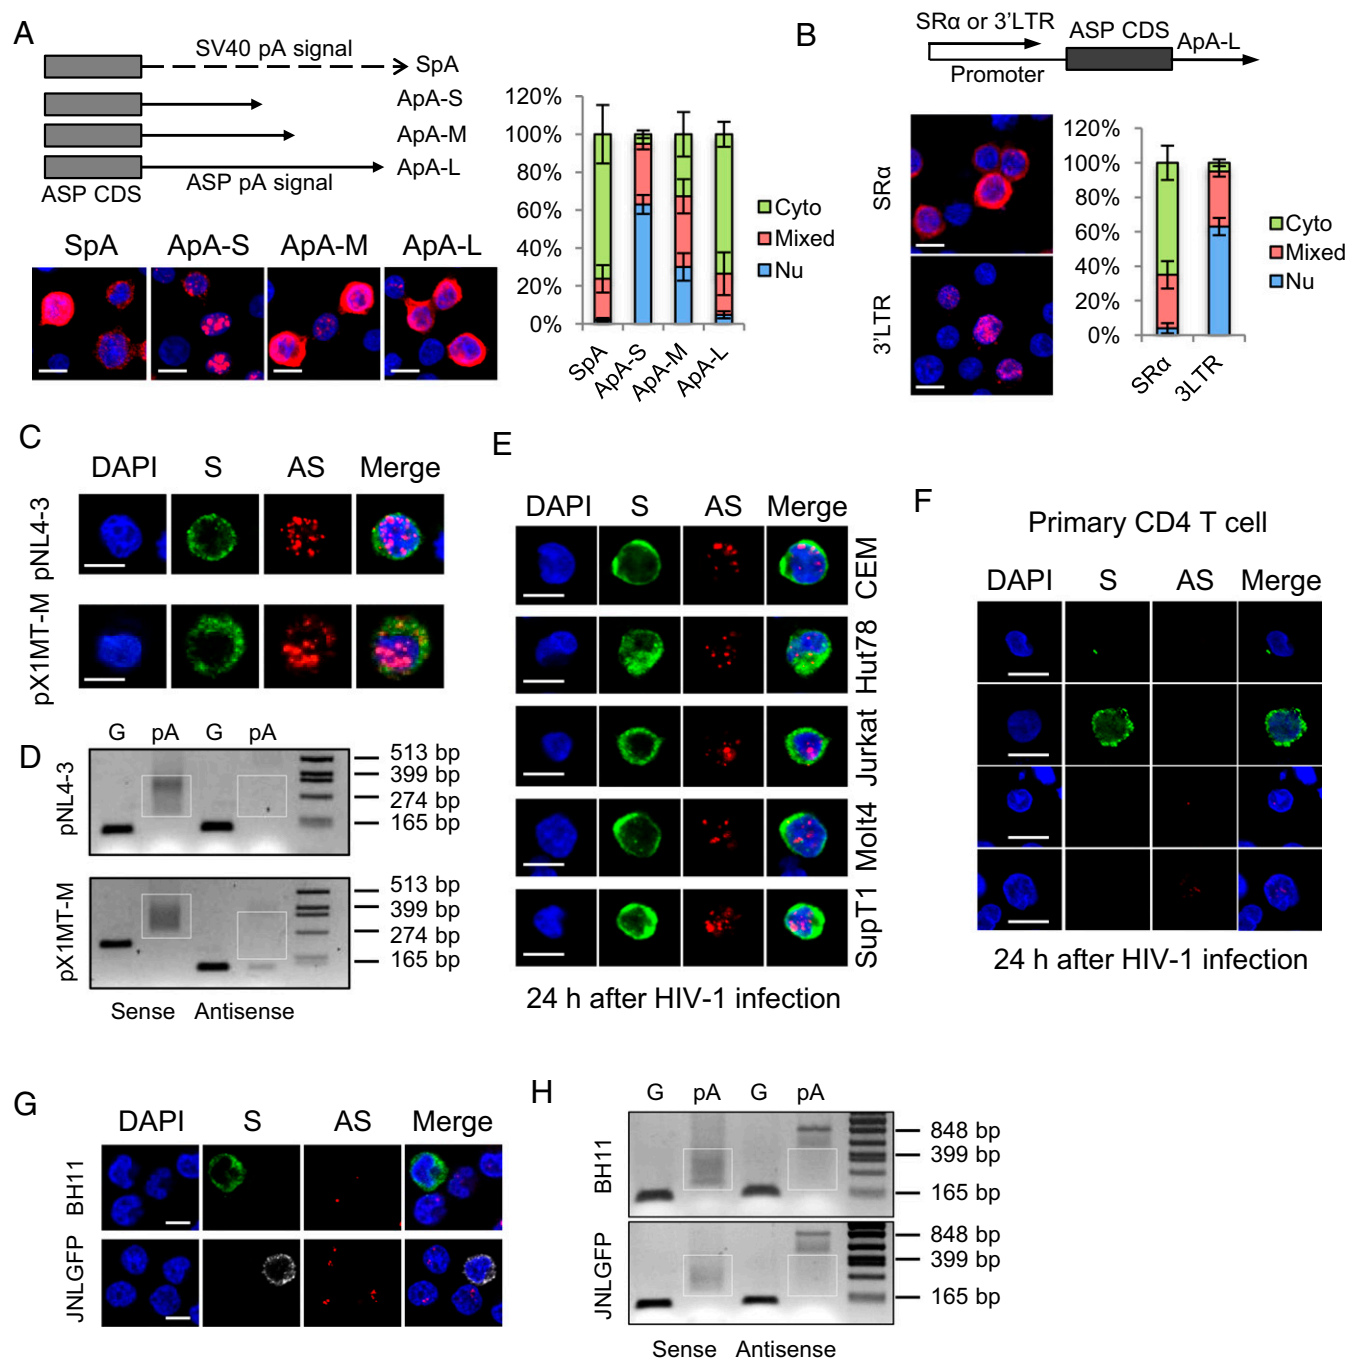 A
SV40 pA signal
SpA
ApA-S
ApA-M
ApA-L
ASP CDS
ASP pA signal
SpA ApA-S ApA-M ApA-L
120%
100%
80%
60%
40%
20%
0%
SpA
ApA-S
ApA-M
ApA-L
Cyto
Mixed
Nu
B
SRα or 3'LTR
ASP CDS
ApA-L
Promoter
SRα
3'LTR
120%
100%
80%
60%
40%
20%
0%
SRα
3LTR
Cyto
Mixed
Nu
C
DAPI S AS Merge
pNL4-3
pX1MT-M
D
G pA G pA
pNL4-3
513 bp
399 bp
274 bp
165 bp
pX1MT-M
513 bp
399 bp
274 bp
165 bp
Sense Antisense
E
DAPI S AS Merge
CEM
Hut78
Jurkat
Molt4
SupT1
24 h after HIV-1 infection
F
Primary CD4 T cell
DAPI S AS Merge
24 h after HIV-1 infection
G
DAPI S AS Merge
BH11
JNLGFP
H
G pA G pA
BH11
848 bp
399 bp
165 bp
JNLGFP
848 bp
399 bp
165 bp
Sense Antisense